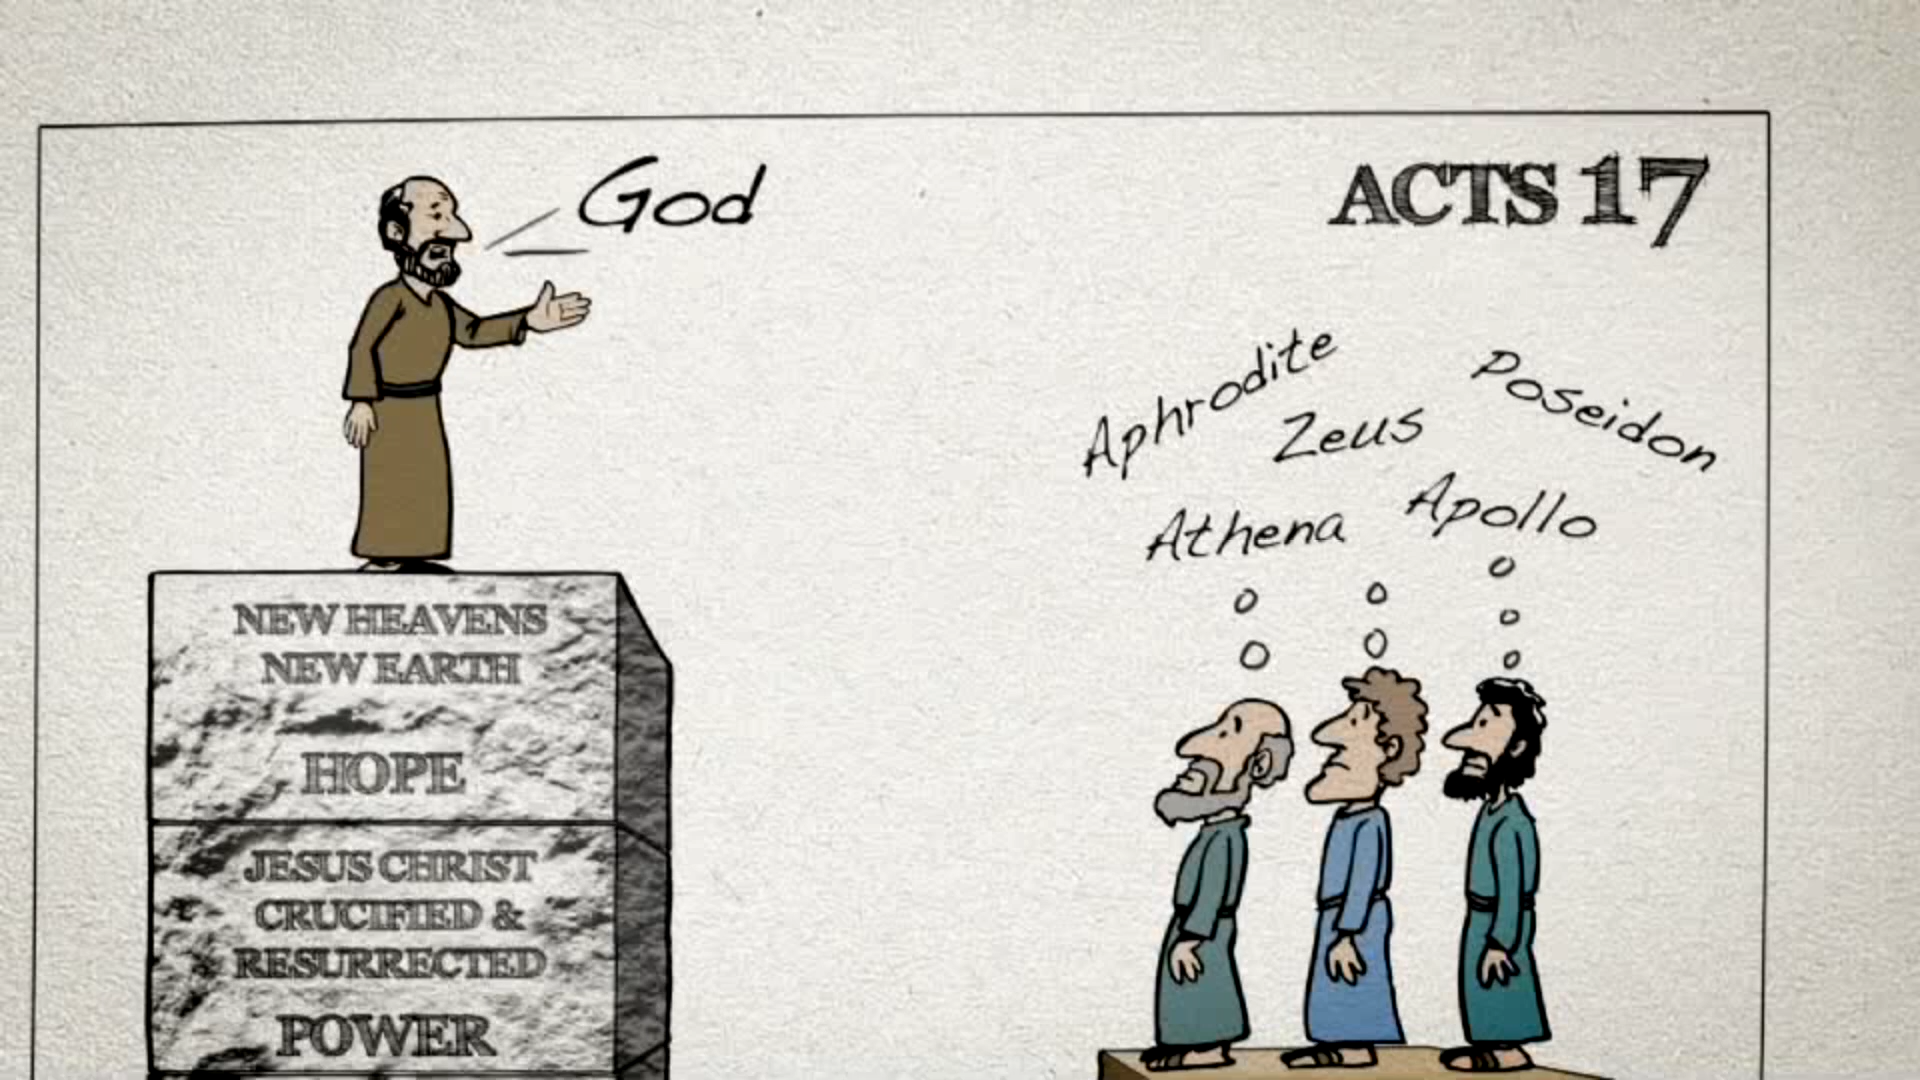 God
ACTS 17
Aphrodite
Poseidon
Zeus
Apollo
Athena
NEW HEAVENS
NEW EARTH
HOPE
JESUS CHRIST
CRUCIFIED &
RESURRECTED
POWER